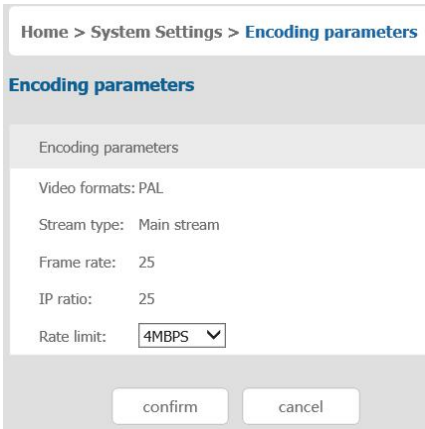 Home > System Settings > Encoding parameters
Encoding parameters
Encoding parameters
Video formats: PAL
Stream type: Main stream
Frame rate: 25
IP ratio: 25
Rate limit: 4MBPS
confirm cancel